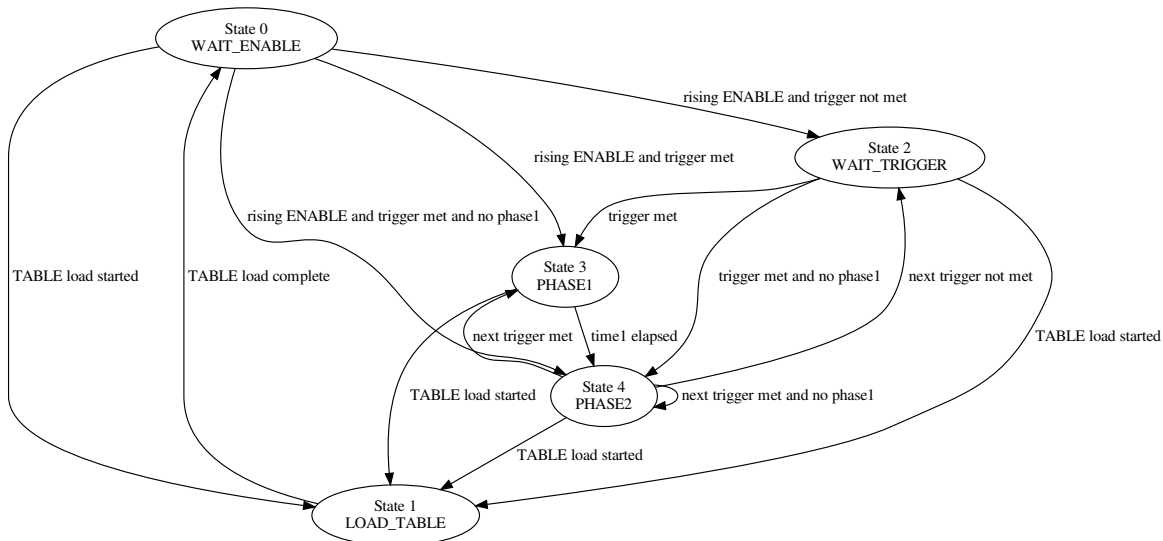 State 0
WAIT_ENABLE
rising ENABLE and trigger not met
State 2
WAIT_TRIGGER
rising ENABLE and trigger met
rising ENABLE and trigger met and no phase1
trigger met
TABLE load started
TABLE load complete
State 3
PHASE1
trigger met and no phase1
next trigger not met
next trigger met
time1 elapsed
TABLE load started
TABLE load started
State 4
PHASE2
next trigger met and no phase1
TABLE load started
State 1
LOAD_TABLE